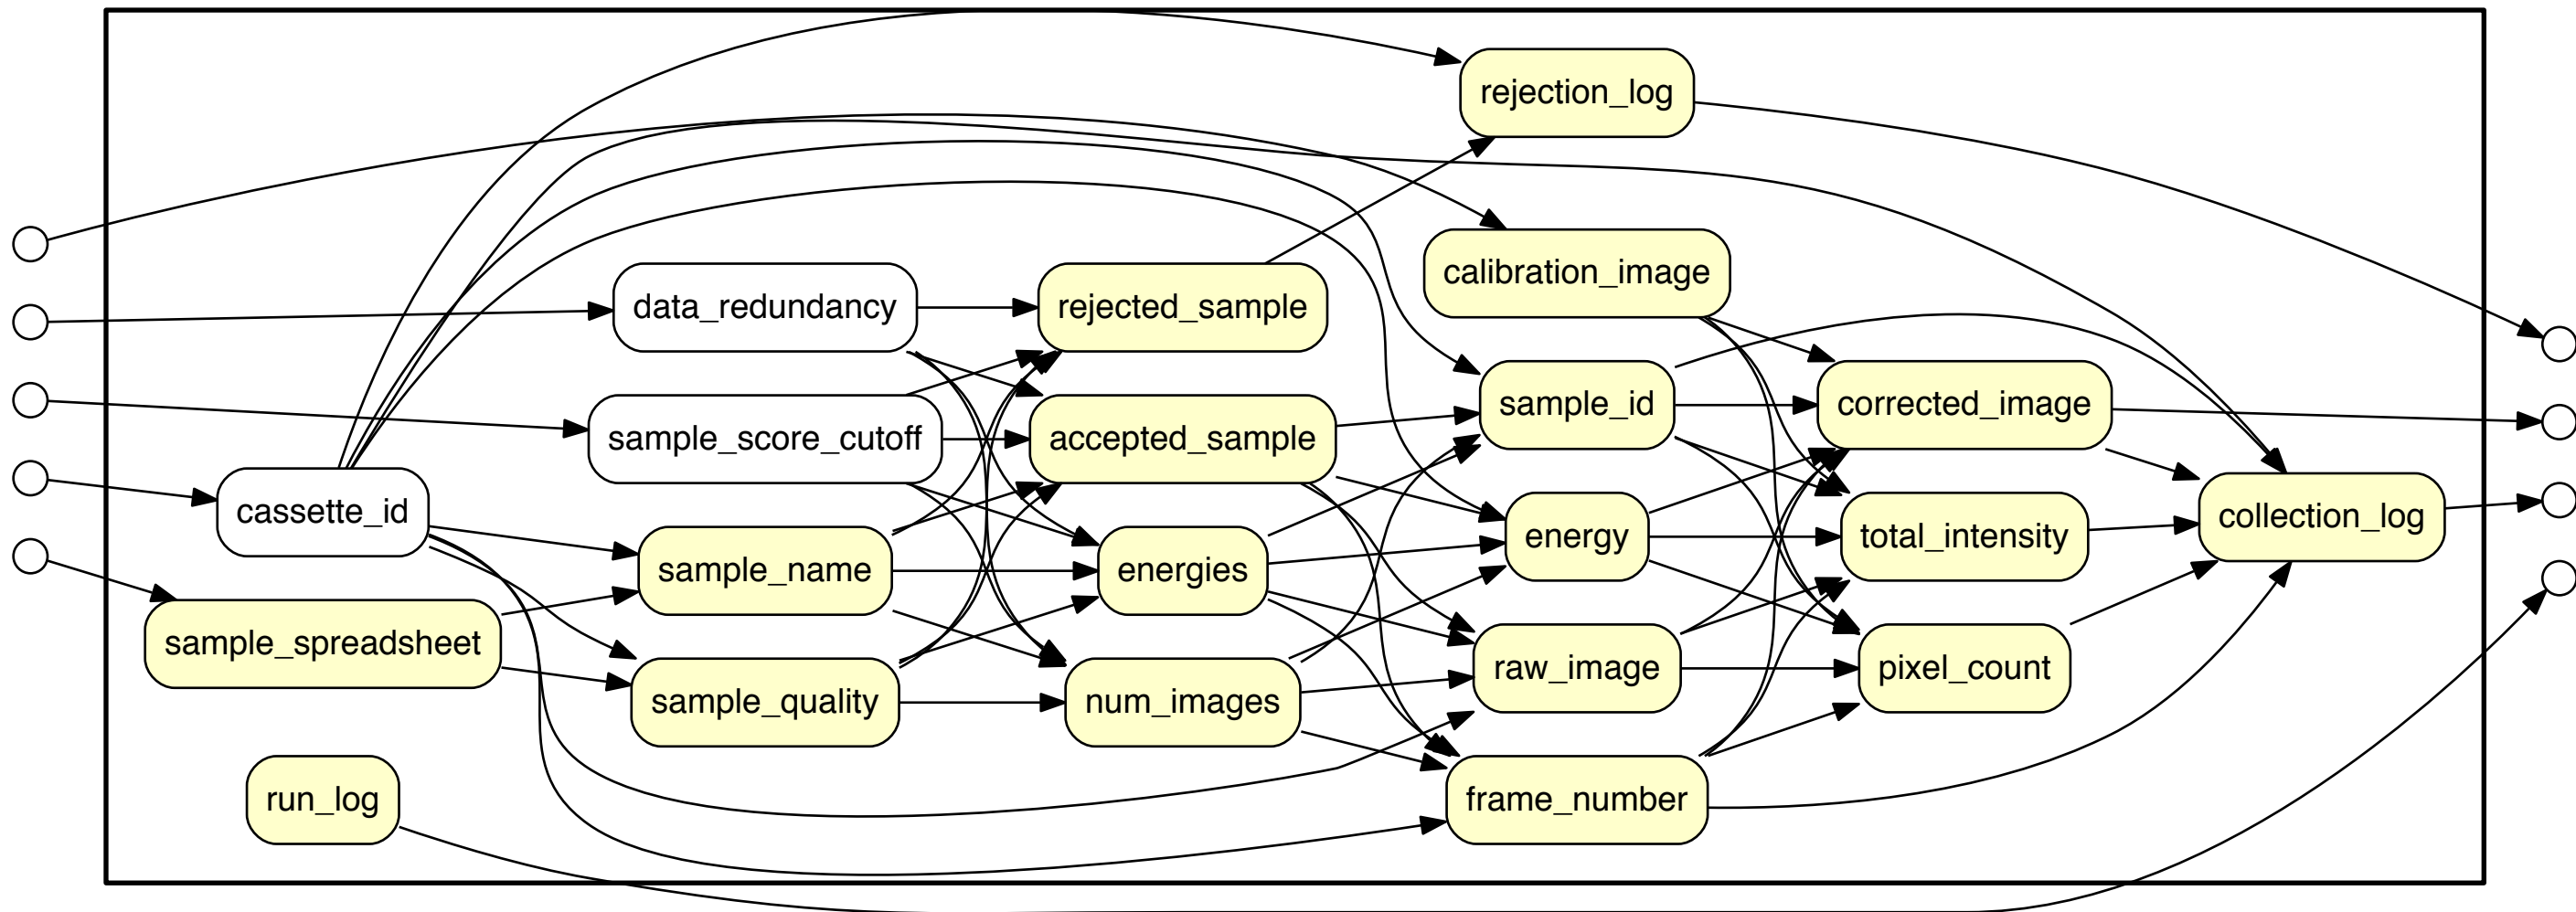 rejection_log
calibration_image
data_redundancy
rejected_sample
sample_id
corrected_image
sample_score_cutoff
accepted_sample
cassette_id
collection_log
energy
total_intensity
sample_name
energies
sample_spreadsheet
raw_image
pixel_count
sample_quality
num_images
run_log
frame_number